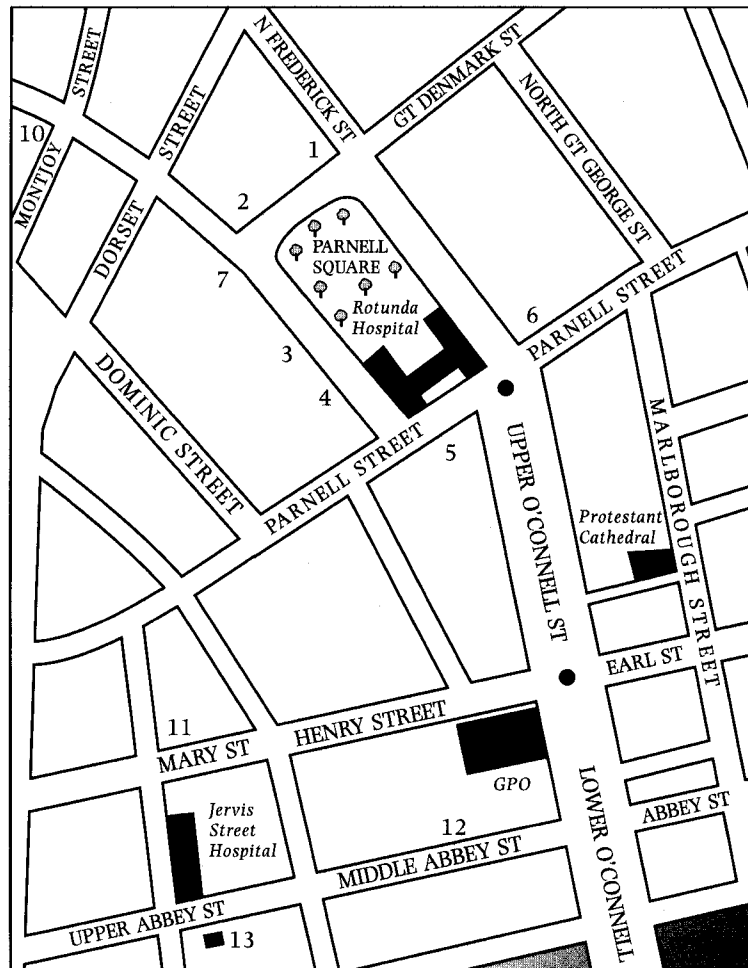 STREET
N FREDERICK ST
GT DENMARK ST
NORTH GT GEORGE ST
10
MONTJOY
STREET
1
2
DORSET
7
PARNELL
SQUARE
Rotunda
Hospital
6
PARNELL STREET
3
4
DOMINIC STREET
PARNELL STREET
5
UPPER O'CONNELL ST
MARLBOROUGH STREET
Protestant
Cathedral
EARL ST
11
MARY ST
HENRY STREET
GPO
Jervis
Street
Hospital
12
MIDDLE ABBEY ST
ABBEY ST
LOWER O'CONNELL
UPPER ABBEY ST
13